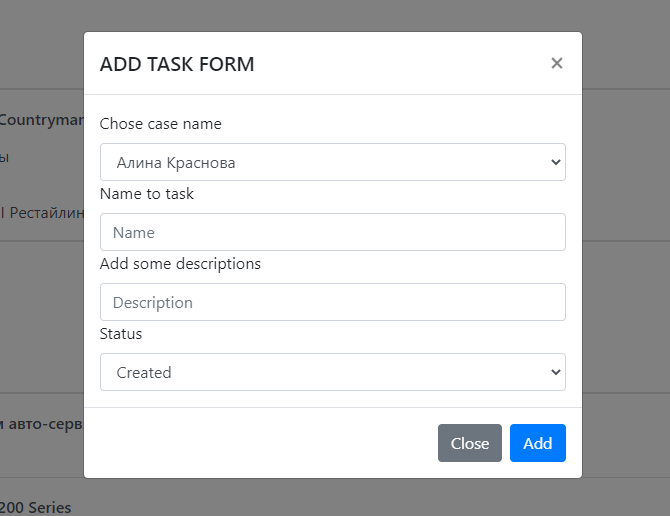 ADD TASK FORM
×
Countryman
Chose case name
ы
Алина Краснова
Name to task
I Рестайлин
Name
Add some descriptions
Description
Status
Created
м авто-серв
Close
Add
200 Series